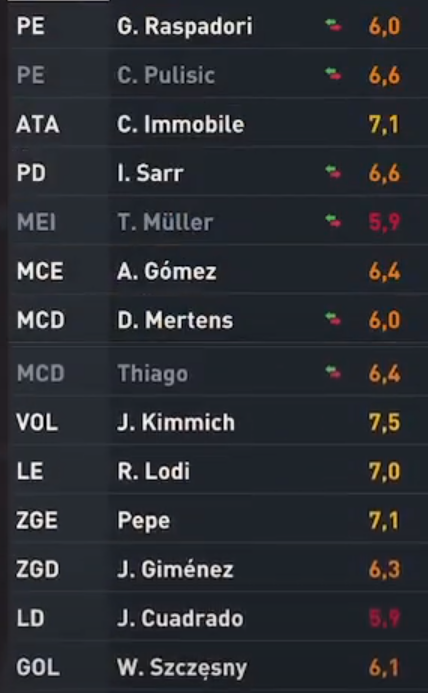 PE G. Raspadori 6,0
PE C. Pulisic 6,6
ATA C. Immobile 7,1
PD I. Sarr 6,6
MEI T. Müller 5,9
MCE A. Gómez 6,4
MCD D. Mertens 6,0
MCD Thiago 6,4
VOL J. Kimmich 7,5
LE R. Lodi 7,0
ZGE Pepe 7,1
ZGD J. Giménez 6,3
LD J. Cuadrado 5,9
GOL W. Szczęsny 6,1